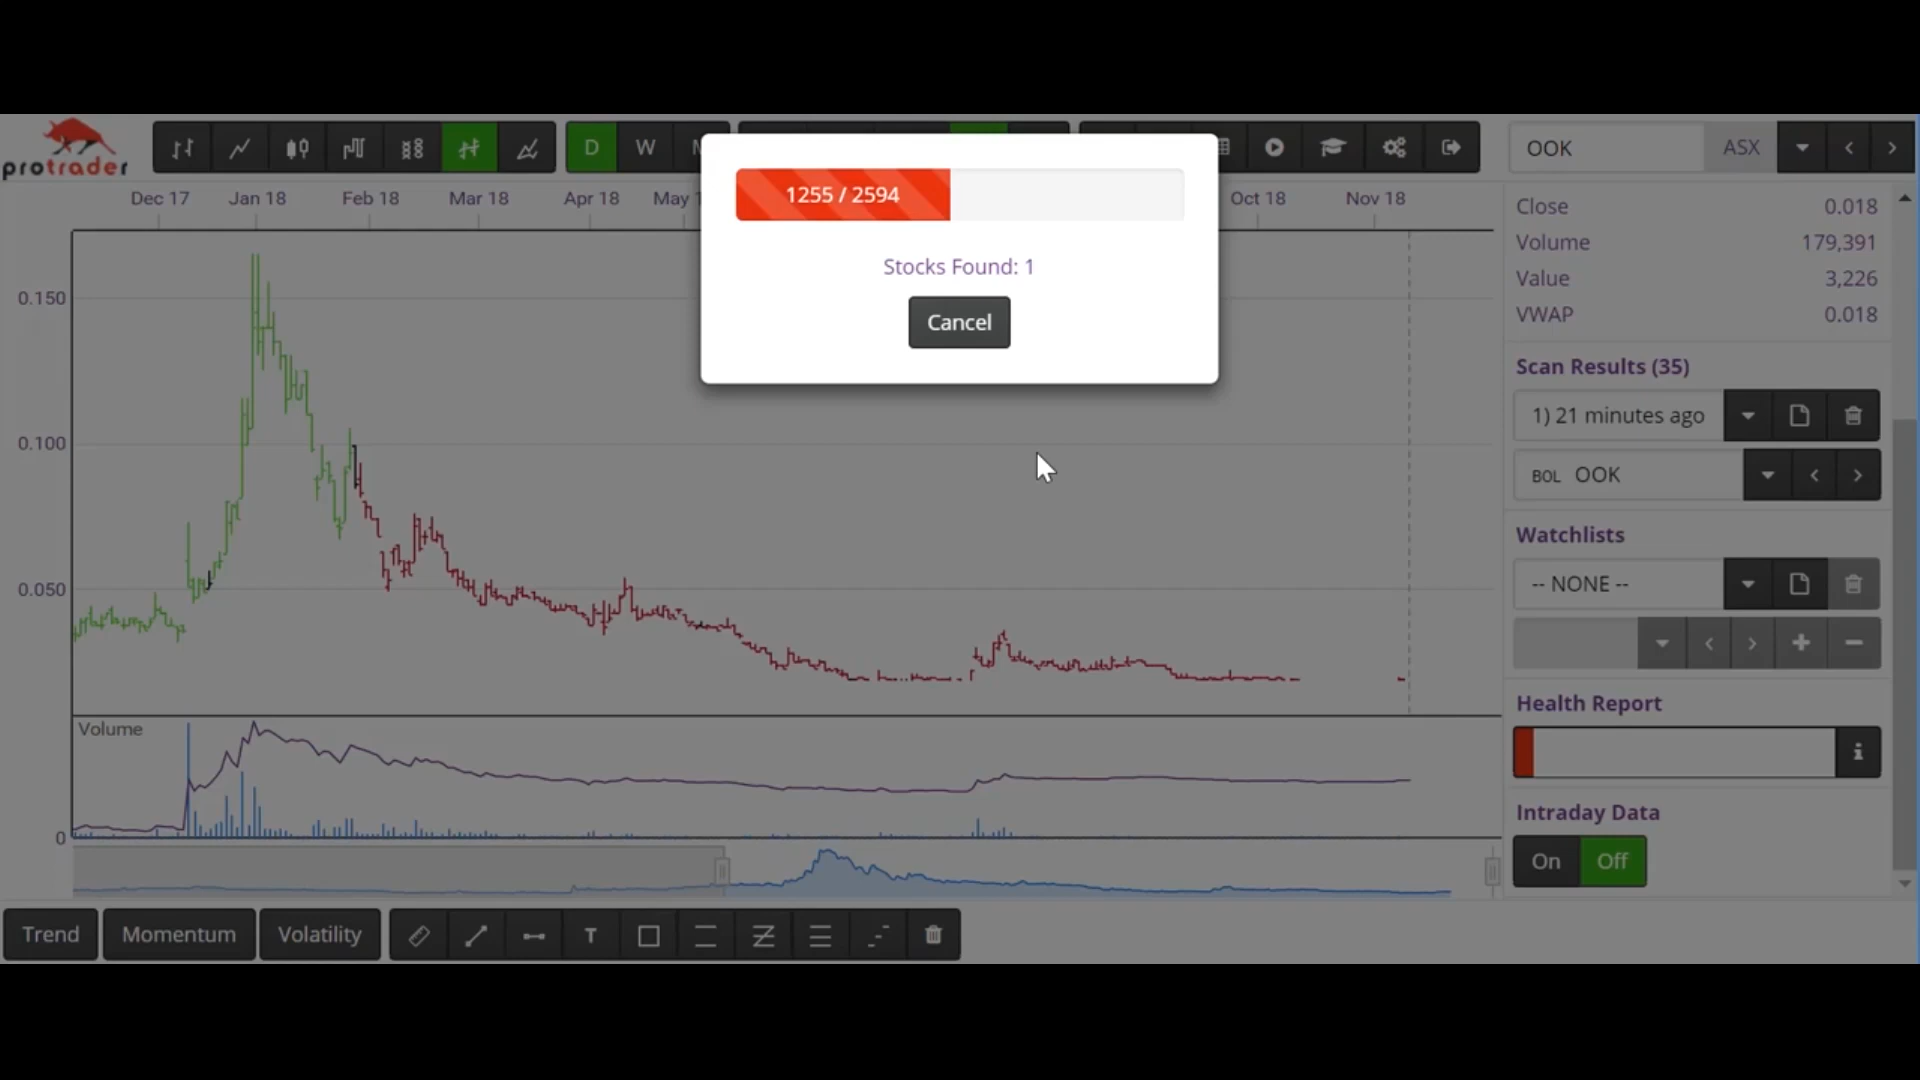 protrader
D
W
OOK
ASX
Dec 17
Jan 18
Feb 18
Mar 18
Apr 18
May 1
Oct 18
Nov 18
1255 / 2594
Stocks Found: 1
Cancel
0.150
0.100
0.050
Volume
0
Close
0.018
Volume
179,391
Value
3,226
VWAP
0.018
Scan Results (35)
1) 21 minutes ago
BOL OOK
Watchlists
-- NONE --
Health Report
Intraday Data
On
Off
Trend
Momentum
Volatility
T